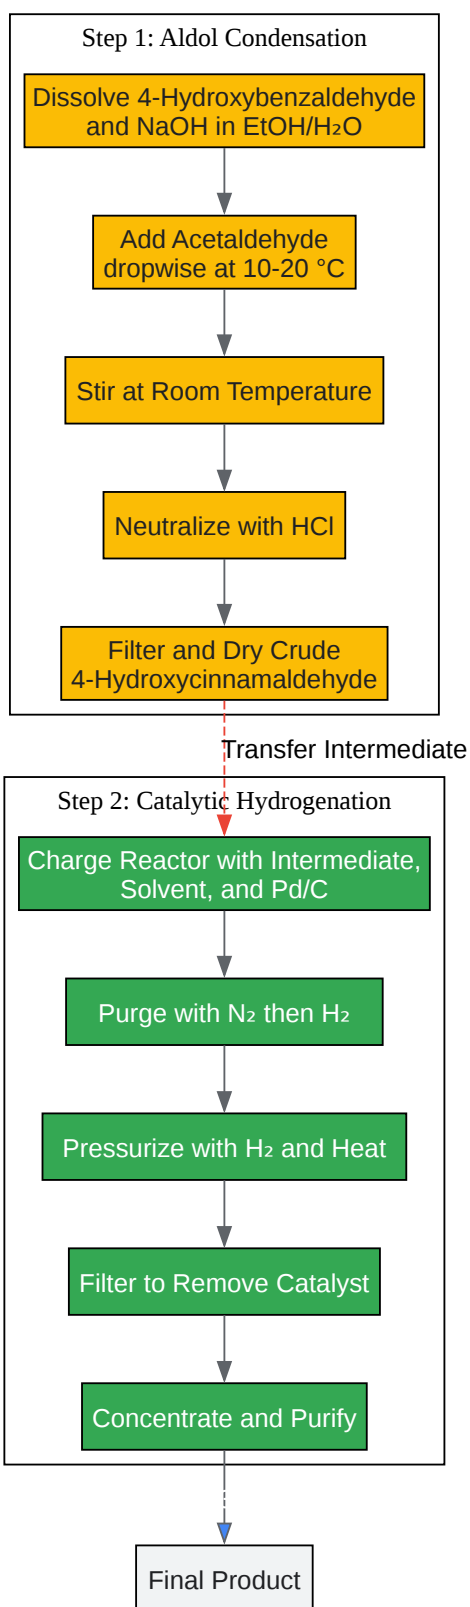 Step 1: Aldol Condensation
Dissolve 4-Hydroxybenzaldehyde
and NaOH in EtOH/H₂O
Add Acetaldehyde
dropwise at 10-20 °C
Stir at Room Temperature
Neutralize with HCl
Filter and Dry Crude
4-Hydroxycinnamaldehyde
Transfer Intermediate
Step 2: Catalytic Hydrogenation
Charge Reactor with Intermediate,
Solvent, and Pd/C
Purge with N₂ then H₂
Pressurize with H₂ and Heat
Filter to Remove Catalyst
Concentrate and Purify
Final Product